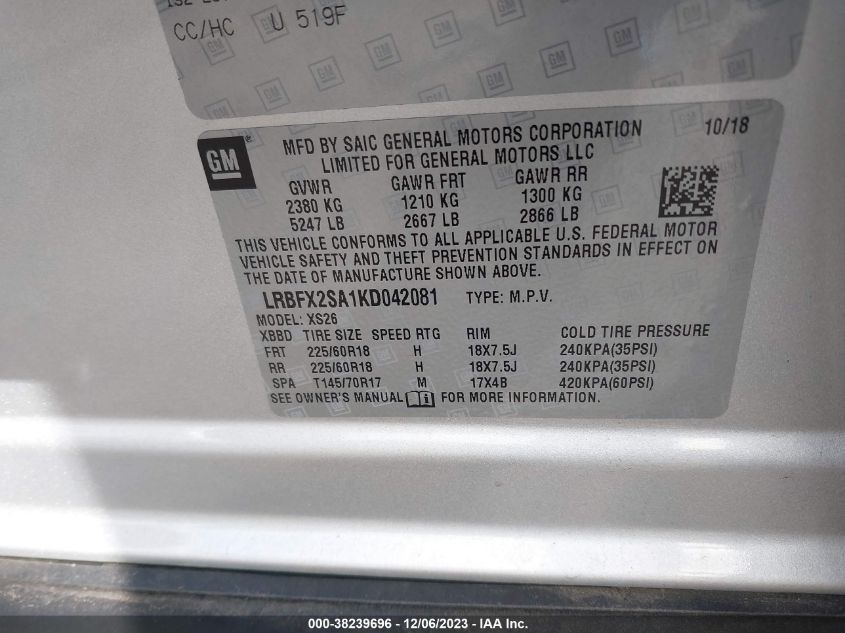 CC/HC U 519F
GM
MFD BY SAIC GENERAL MOTORS CORPORATION 10/18
LIMITED FOR GENERAL MOTORS LLC
GVWR GAWR FRT GAWR RR
2380 KG 1210 KG 1300 KG
5247 LB 2667 LB 2866 LB
THIS VEHICLE CONFORMS TO ALL APPLICABLE U.S. FEDERAL MOTOR
VEHICLE SAFETY AND THEFT PREVENTION STANDARDS IN EFFECT ON
THE DATE OF MANUFACTURE SHOWN ABOVE.
LRBFX2SA1KD042081 TYPE: M.P.V.
MODEL: XS26
XBBD TIRE SIZE SPEED RTG RIM COLD TIRE PRESSURE
FRT 225/60R18 H 18X7.5J 240KPA(35PSI)
RR 225/60R18 H 18X7.5J 240KPA(35PSI)
SPA T145/70R17 M 17X4B 420KPA(60PSI)
SEE OWNER'S MANUAL i FOR MORE INFORMATION.
000-38239696 - 12/06/2023 - IAA Inc.